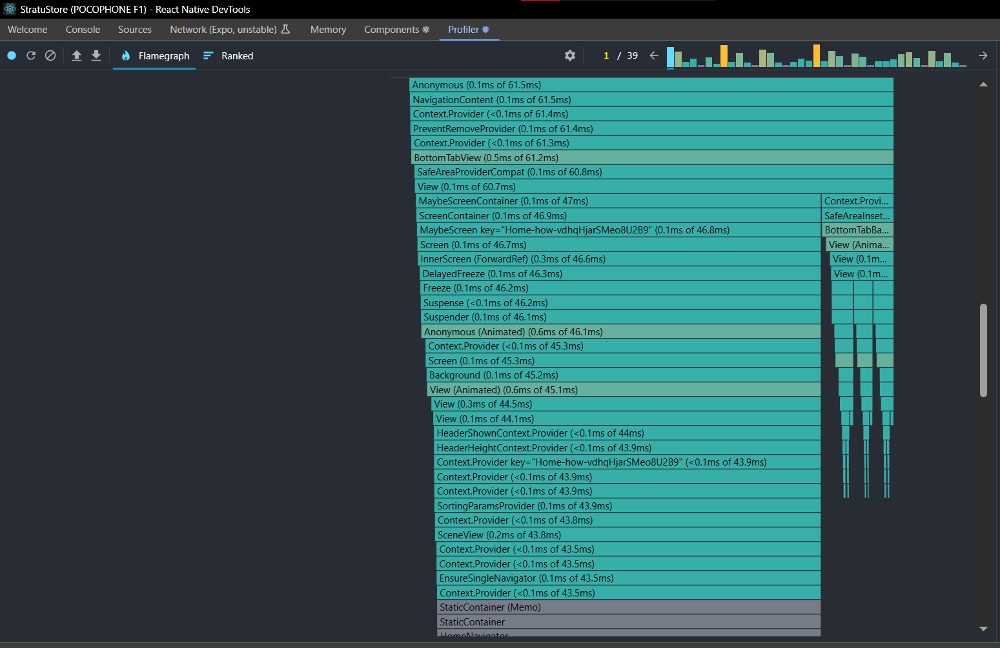 StratuStore (POCOPHONE F1) - React Native DevTools
Welcome Console Sources Network (Expo, unstable) Memory Components Profiler
Flamegraph Ranked 1 / 39
Anonymous (0.1ms of 61.5ms)
NavigationContent (0.1ms of 61.5ms)
Context.Provider (<0.1ms of 61.4ms)
PreventRemoveProvider (0.1ms of 61.4ms)
Context.Provider (<0.1ms of 61.3ms)
BottomTabView (0.5ms of 61.2ms)
SafeAreaProviderCompat (0.1ms of 60.8ms)
View (0.1ms of 60.7ms)
MaybeScreenContainer (0.1ms of 47ms) Context.Provi...
ScreenContainer (0.1ms of 46.9ms) SafeAreaInset...
MaybeScreen key="Home-how-vdhqHjarSMeo8U2B9" (0.1ms of 46.8ms) BottomTabBa...
Screen (0.1ms of 46.7ms) View (Anima...
InnerScreen (ForwardRef) (0.3ms of 46.6ms) View (0.1m...
DelayedFreeze (0.1ms of 46.3ms) View (0.1m...
Freeze (0.1ms of 46.2ms)
Suspense (<0.1ms of 46.2ms)
Suspender (0.1ms of 46.1ms)
Anonymous (Animated) (0.6ms of 46.1ms)
Context.Provider (<0.1ms of 45.3ms)
Screen (0.1ms of 45.3ms)
Background (0.1ms of 45.2ms)
View (Animated) (0.6ms of 45.1ms)
View (0.3ms of 44.5ms)
View (0.1ms of 44.1ms)
HeaderShownContext.Provider (<0.1ms of 44ms)
HeaderHeightContext.Provider (<0.1ms of 43.9ms)
Context.Provider key="Home-how-vdhqHjarSMeo8U2B9" (<0.1ms of 43.9ms)
Context.Provider (<0.1ms of 43.9ms)
Context.Provider (<0.1ms of 43.9ms)
SortingParamsProvider (0.1ms of 43.9ms)
Context.Provider (<0.1ms of 43.8ms)
SceneView (0.2ms of 43.8ms)
Context.Provider (<0.1ms of 43.5ms)
Context.Provider (<0.1ms of 43.5ms)
EnsureSingleNavigator (0.1ms of 43.5ms)
Context.Provider (<0.1ms of 43.5ms)
StaticContainer (Memo)
StaticContainer
HomeNavigator